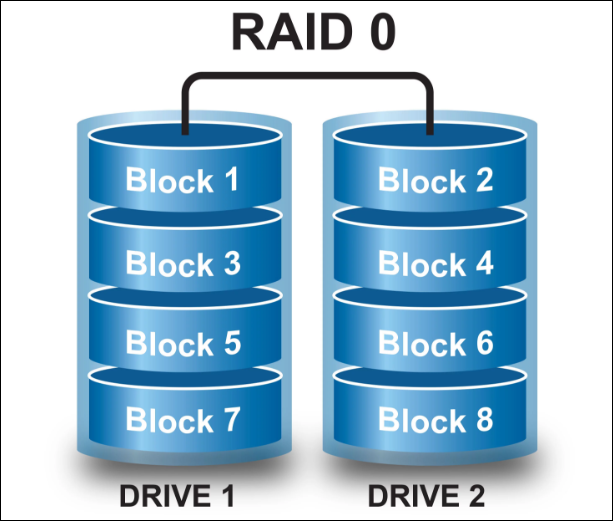 RAID 0
Block 1
Block 2
Block 3
Block 4
Block 5
Block 6
Block 7
Block 8
DRIVE 1
DRIVE 2